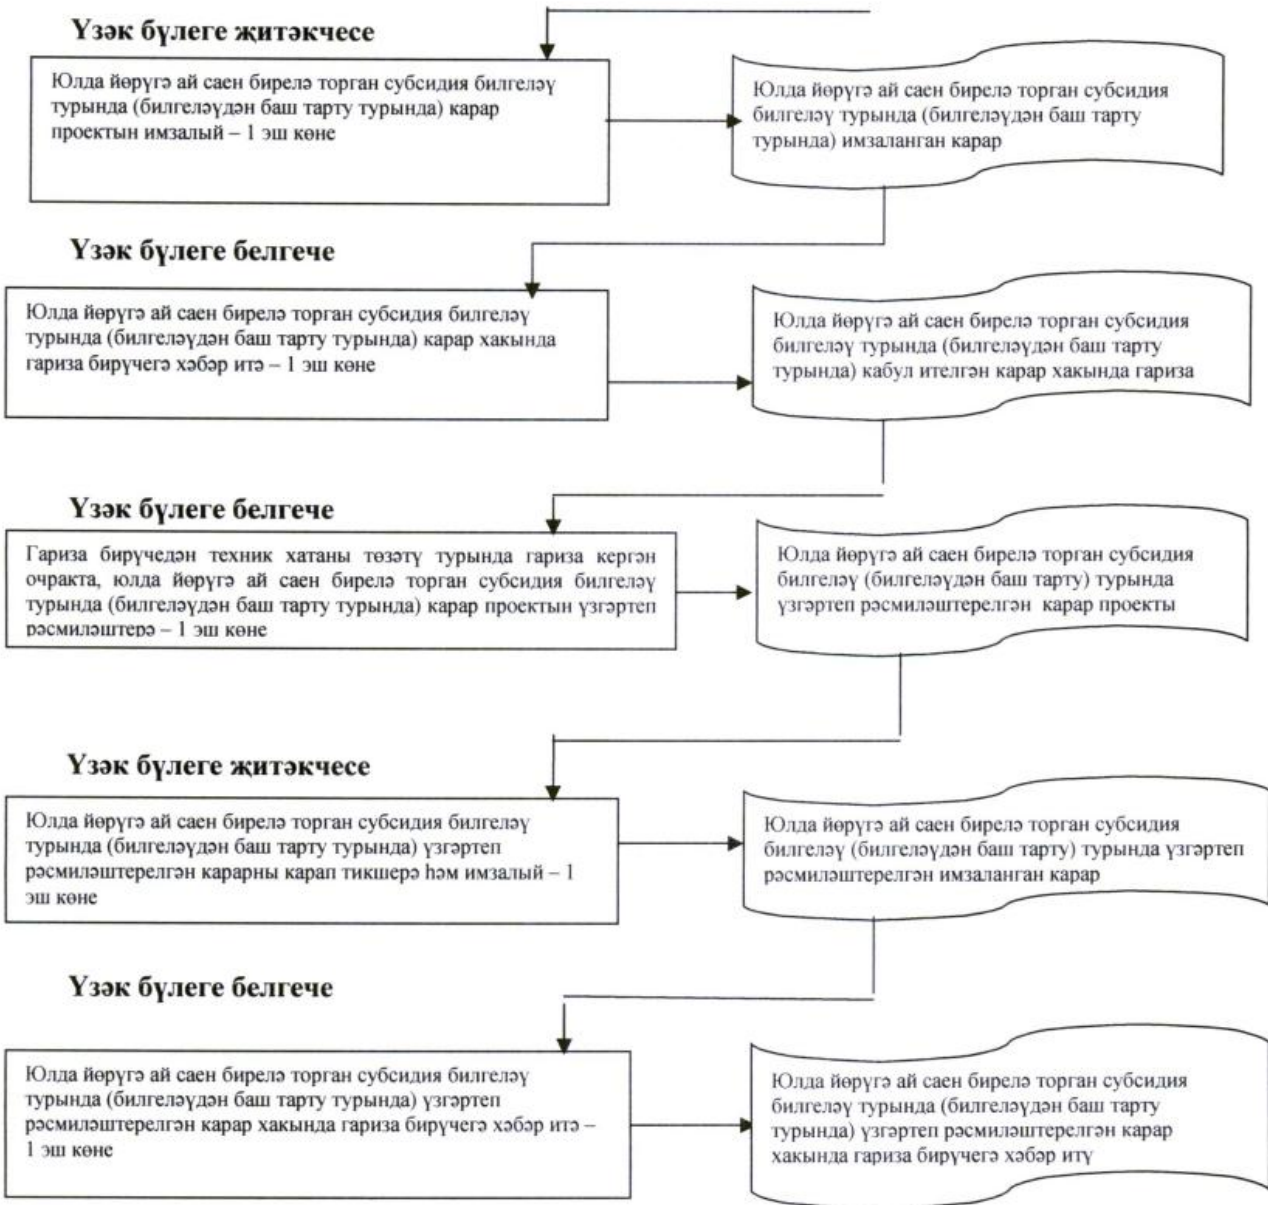 Үзәк бүлеге җитәкчесе
Юлда йөрүгә ай саен бирелә торган субсидия билгеләү
турында (билгеләүдән баш тарту турында) карар
проектын имзалый – 1 эш көне
Юлда йөрүгә ай саен бирелә торган субсидия
билгеләү турында (билгеләүдән баш тарту
турында) имзаланган карар
Үзәк бүлеге белгече
Юлда йөрүгә ай саен бирелә торган субсидия билгеләү
турында (билгеләүдән баш тарту турында) карар хакында
гариза бирүчегә хәбәр итә – 1 эш көне
Юлда йөрүгә ай саен бирелә торган субсидия
билгеләү турында (билгеләүдән баш тарту
турында) кабул ителгән карар хакында гариза
Үзәк бүлеге белгече
Гариза бирүчедән техник хатаны төзәтү турында гариза кергән
очракта, юлда йөрүгә ай саен бирелә торган субсидия билгеләү
турында (билгеләүдән баш тарту турында) карар проектын үзгәртеп
рәсмиләштерә – 1 эш көне
Юлда йөрүгә ай саен бирелә торган субсидия
билгеләү (билгеләүдән баш тарту) турында
үзгәртеп рәсмиләштерелгән карар проекты
Үзәк бүлеге җитәкчесе
Юлда йөрүгә ай саен бирелә торган субсидия билгеләү
турында (билгеләүдән баш тарту турында) үзгәртеп
рәсмиләштерелгән карарны карап тикшерә һәм имзалый – 1
эш көне
Юлда йөрүгә ай саен бирелә торган субсидия
билгеләү (билгеләүдән баш тарту) турында үзгәртеп
рәсмиләштерелгән имзаланган карар
Үзәк бүлеге белгече
Юлда йөрүгә ай саен бирелә торган субсидия билгеләү
турында (билгеләүдән баш тарту турында) үзгәртеп
рәсмиләштерелгән карар хакында гариза бирүчегә хәбәр итә –
1 эш көне
Юлда йөрүгә ай саен бирелә торган субсидия
билгеләү турында (билгеләүдән баш тарту
турында) үзгәртеп рәсмиләштерелгән карар
хакында гариза бирүчегә хәбәр итү